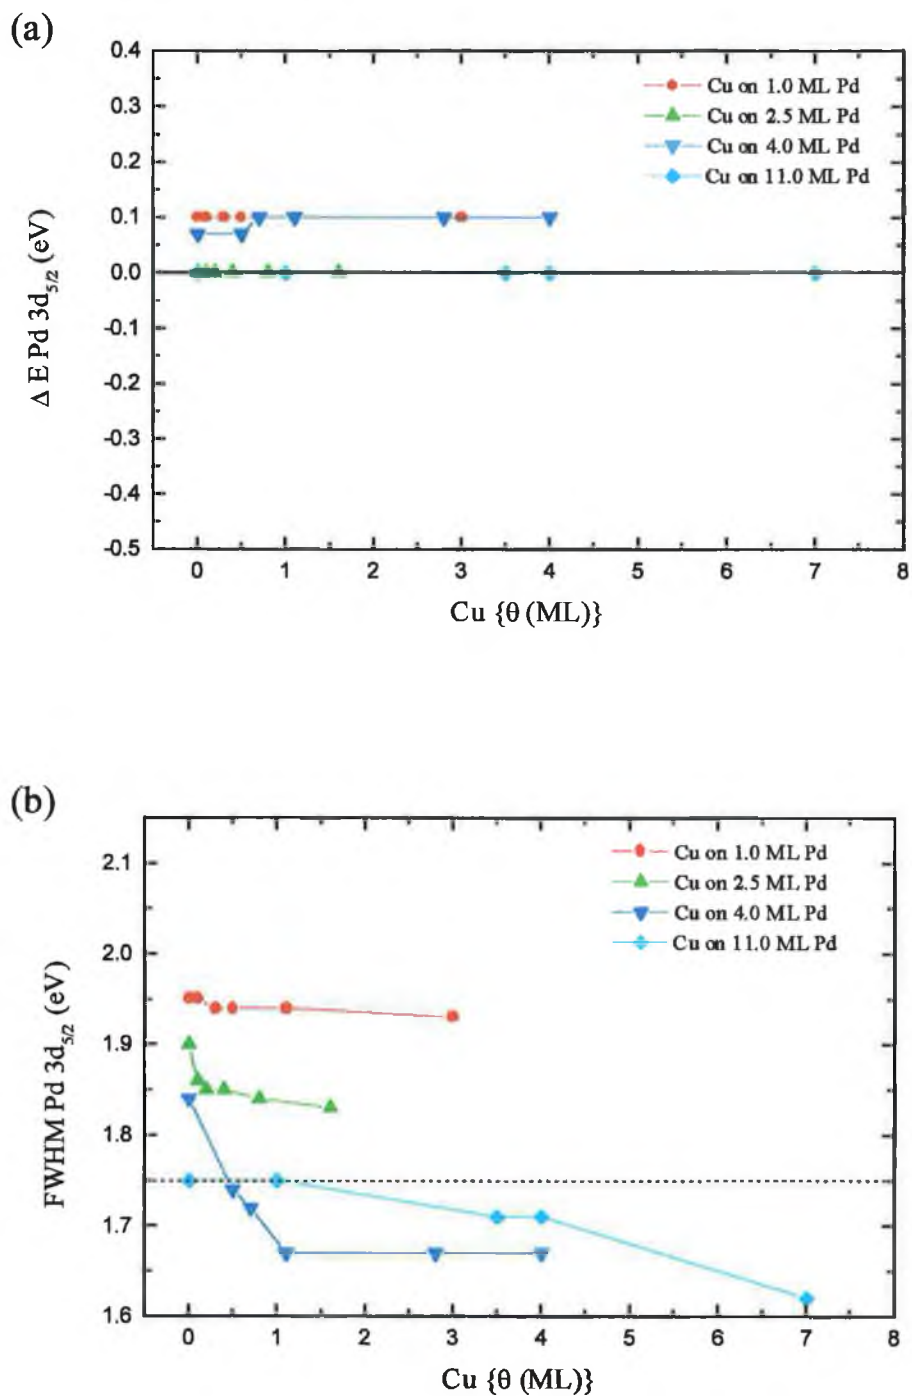 (a)
0.4
0.3
0.2
0.1
0.0
-0.1
-0.2
-0.3
-0.4
-0.5
Δ E Pd 3d5/2 (eV)
Cu on 1.0 ML Pd
Cu on 2.5 ML Pd
Cu on 4.0 ML Pd
Cu on 11.0 ML Pd
0 1 2 3 4 5 6 7 8
Cu {θ (ML)}
(b)
2.1
2.0
1.9
1.8
1.7
1.6
FWHM Pd 3d5/2 (eV)
Cu on 1.0 ML Pd
Cu on 2.5 ML Pd
Cu on 4.0 ML Pd
Cu on 11.0 ML Pd
0 1 2 3 4 5 6 7 8
Cu {θ (ML)}